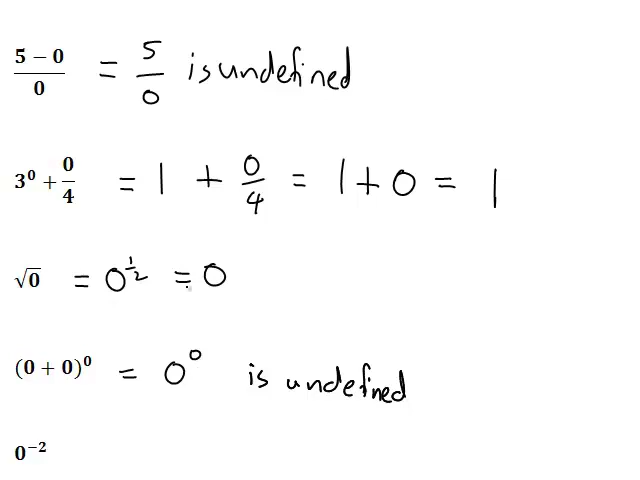 (5 − 0)/0 = 5/0 is undefined
3⁰ + 0/4 = 1 + 0/4 = 1 + 0 = 1
√0 = 0^(1/2) = 0
(0 + 0)⁰ = 0⁰ is undefined
0⁻²